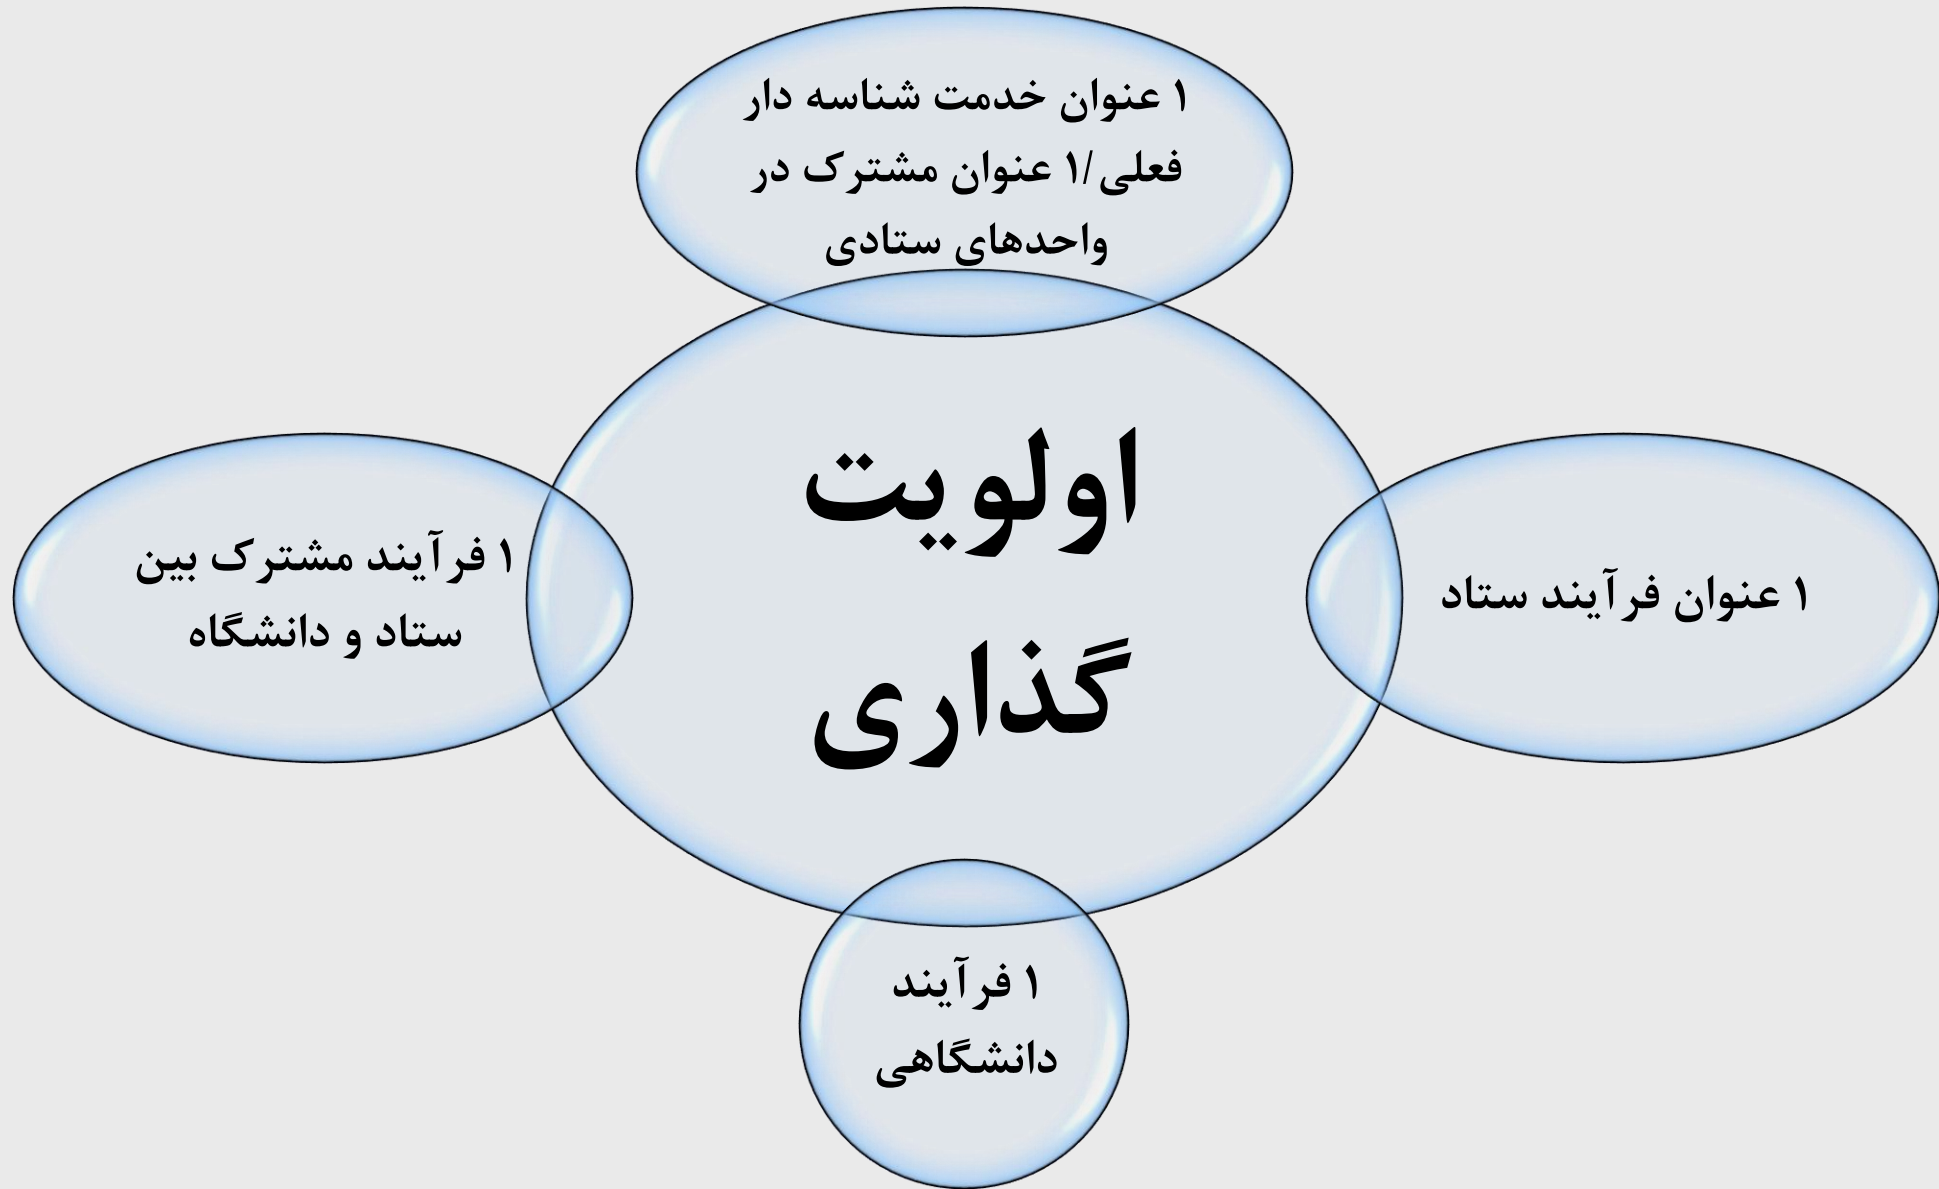 ۱ عنوان خدمت شناسه دار
فعلی/۱ عنوان مشترک در
واحدهای ستادی
اولویت
گذاری
۱ عنوان فرآیند ستاد
۱ فرآیند مشترک بین
ستاد و دانشگاه
۱ فرآیند
دانشگاهی